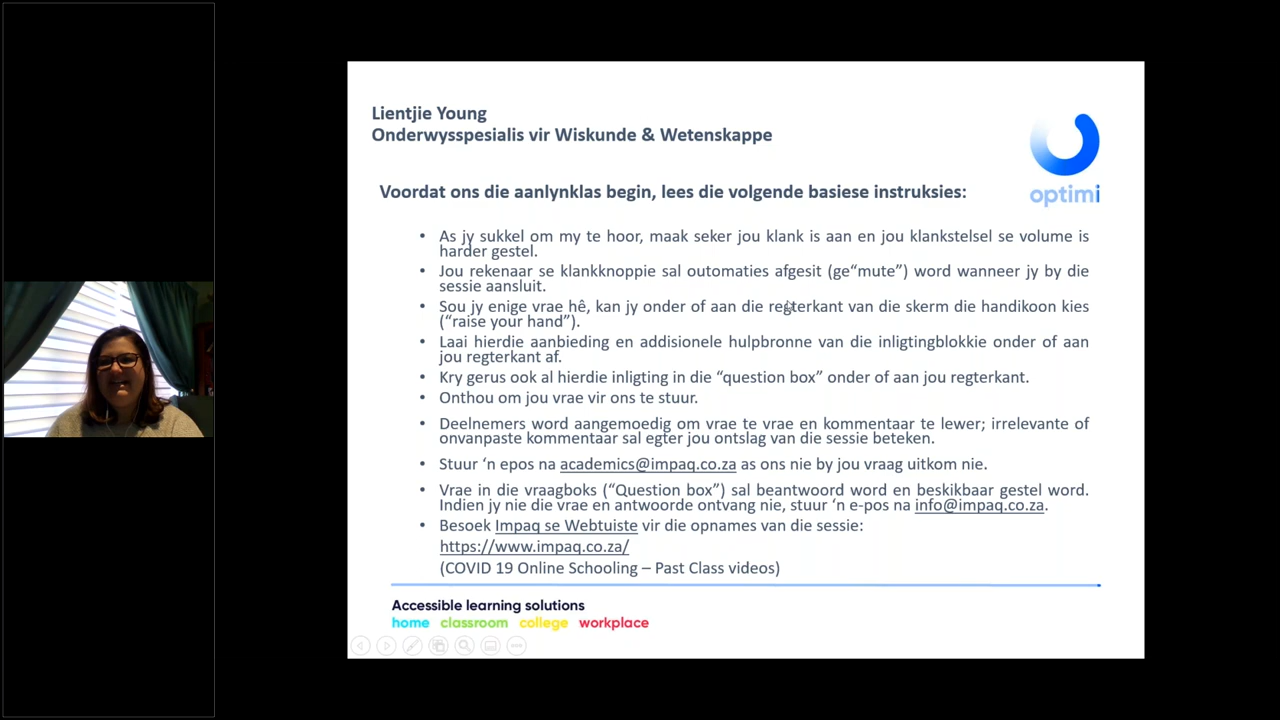 Lientjie Young
Onderwysspesialis vir Wiskunde & Wetenskappe
optimi
Voordat ons die aanlynklas begin, lees die volgende basiese instruksies:
• As jy sukkel om my te hoor, maak seker jou klank is aan en jou klankstelsel se volume is
harder gestel.
• Jou rekenaar se klankknoppie sal outomaties afgesit (ge“mute”) word wanneer jy by die
sessie aansluit.
• Sou jy enige vrae hê, kan jy onder of aan die regterkant van die skerm die handikoon kies
(“raise your hand”).
• Laai hierdie aanbieding en addisionele hulpbronne van die inligtingblokkie onder of aan
jou regterkant af.
• Kry gerus ook al hierdie inligting in die “question box” onder of aan jou regterkant.
• Onthou om jou vrae vir ons te stuur.
• Deelnemers word aangemoedig om vrae te vrae en kommentaar te lewer; irrelevante of
onvanpaste kommentaar sal egter jou ontslag van die sessie beteken.
• Stuur ‘n epos na academics@impaq.co.za as ons nie by jou vraag uitkom nie.
• Vrae in die vraagboks (“Question box”) sal beantwoord word en beskikbaar gestel word.
Indien jy nie die vrae en antwoorde ontvang nie, stuur ‘n e-pos na info@impaq.co.za.
• Besoek Impaq se Webtuiste vir die opnames van die sessie:
https://www.impaq.co.za/
(COVID 19 Online Schooling – Past Class videos)
Accessible learning solutions
home classroom college workplace